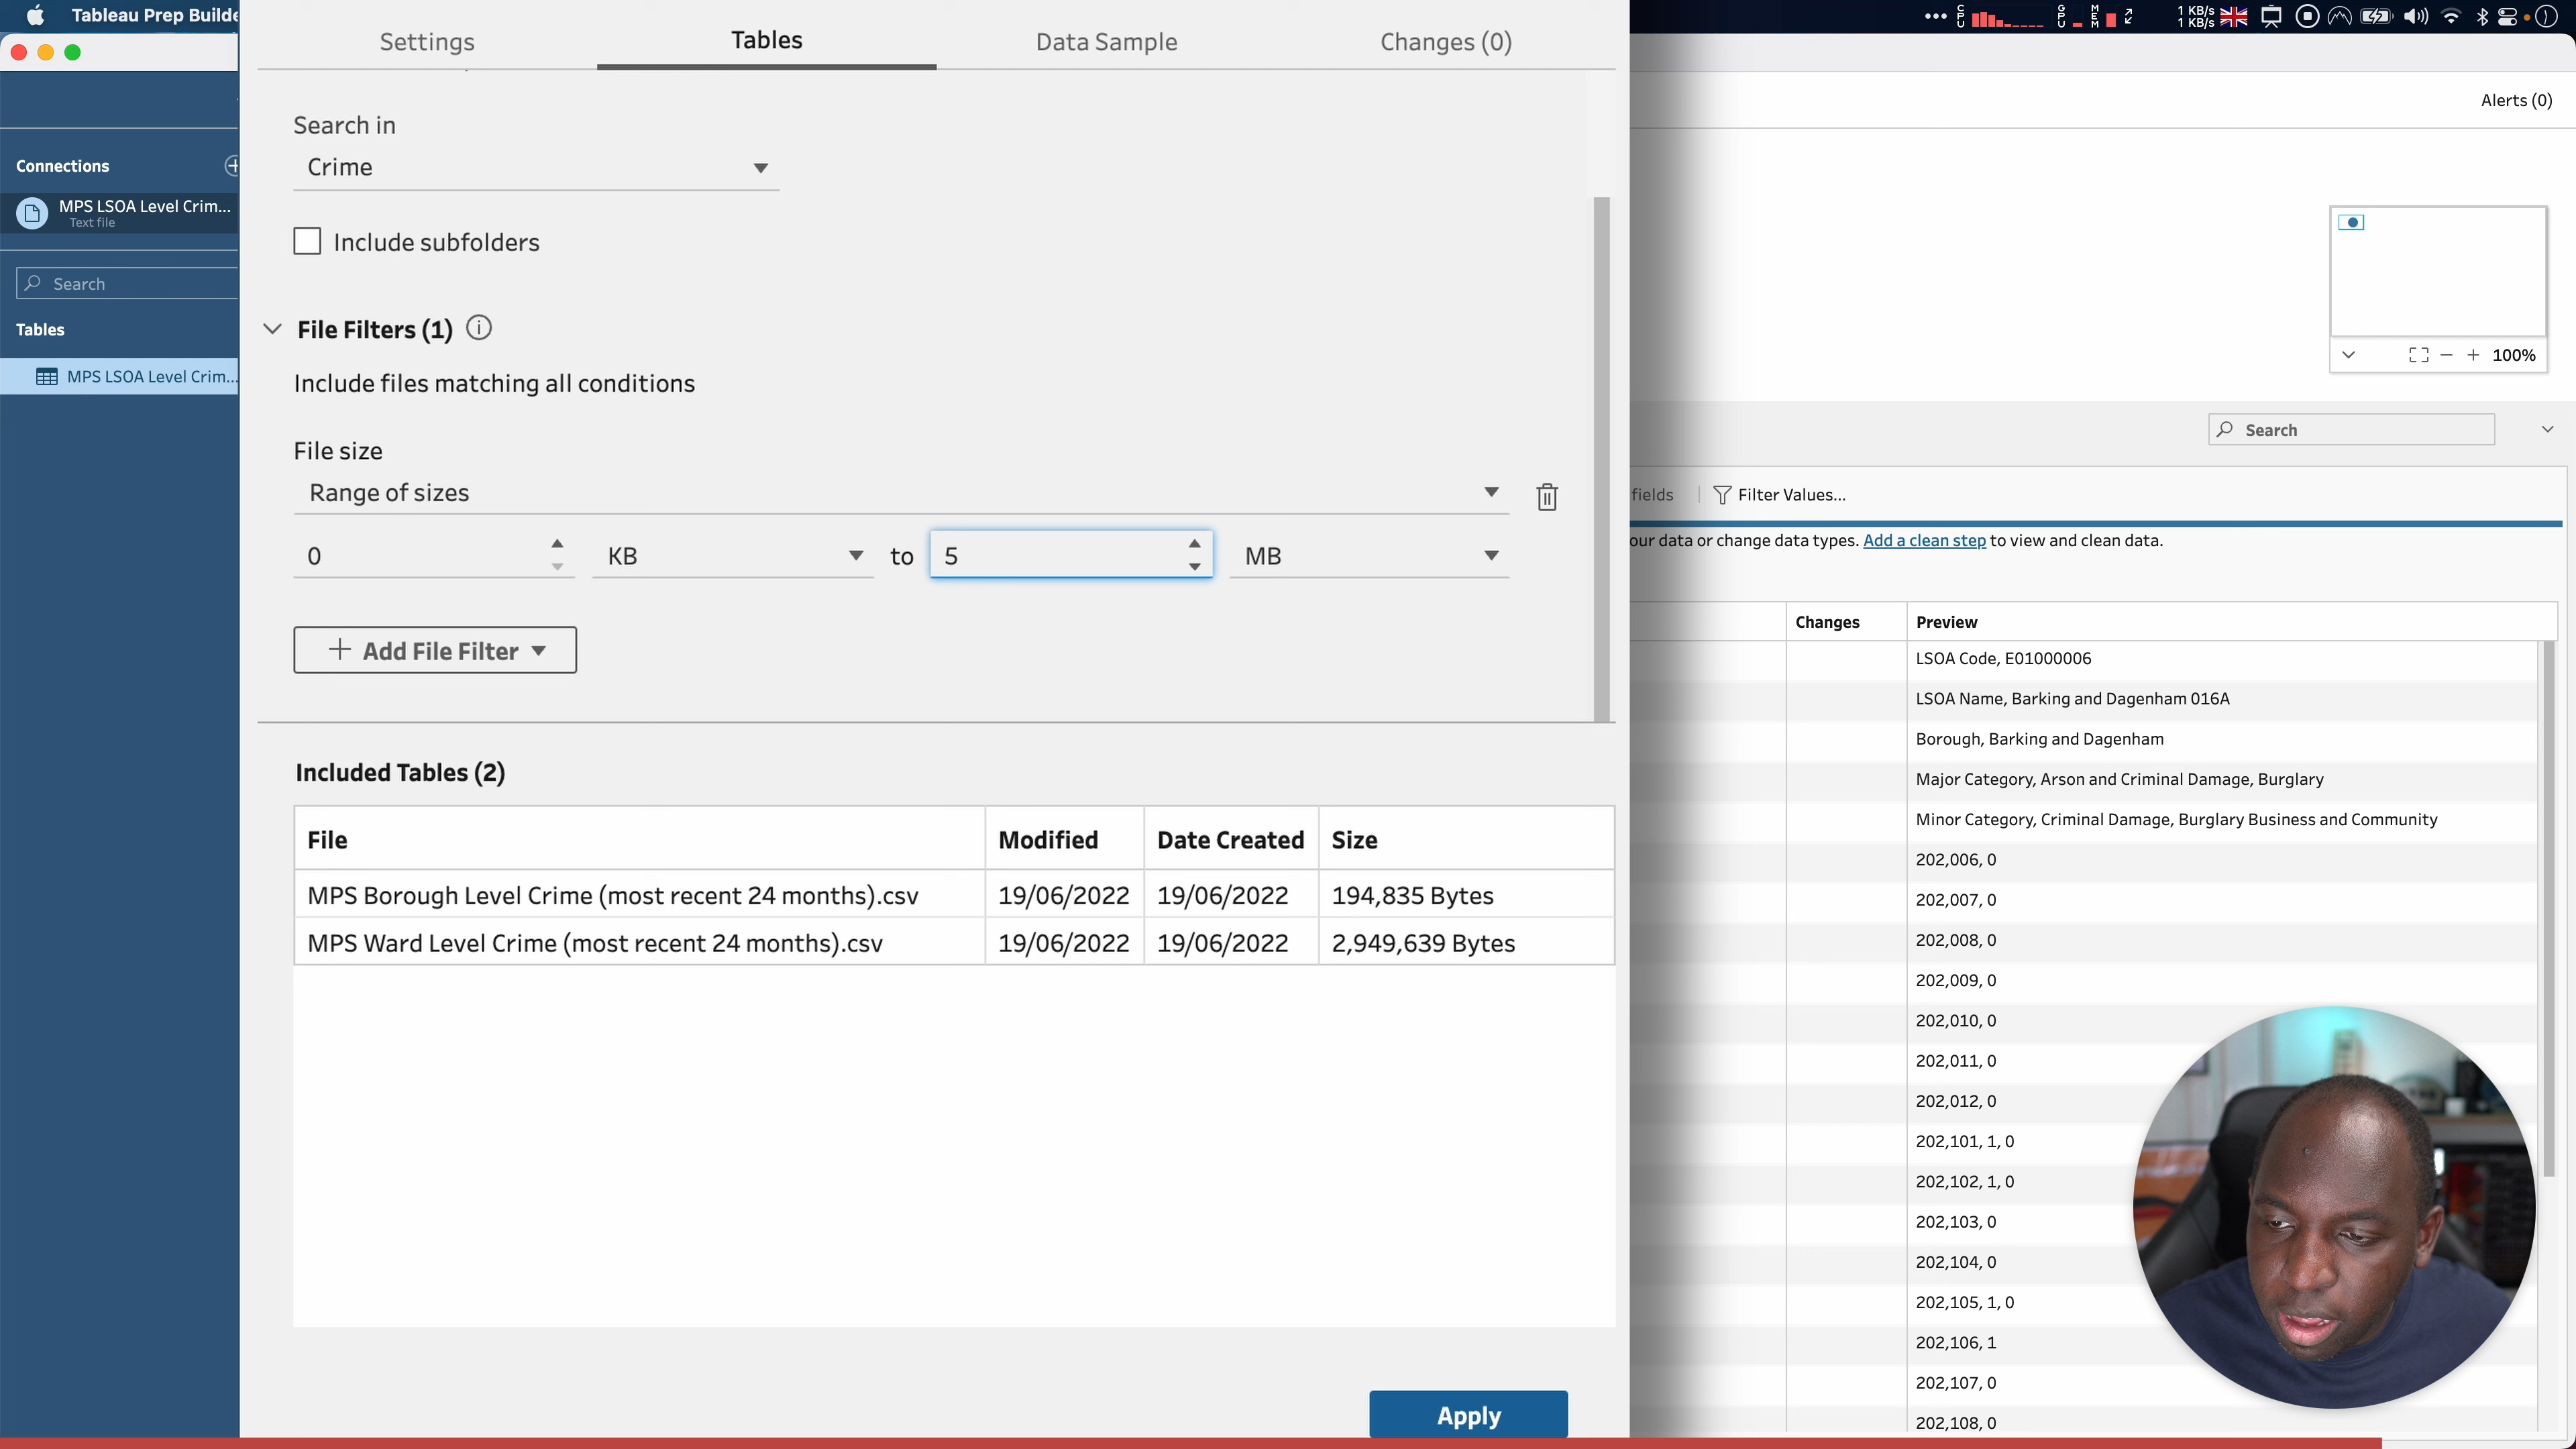 Tableau Prep Builde
CPU
GPU
MEM
1 KB/s
1 KB/s
Settings
Tables
Data Sample
Changes (0)
Alerts (0)
Connections
MPS LSOA Level Crim...
Text file
Search
Tables
MPS LSOA Level Crim...
Search in
Crime
Include subfolders
File Filters (1)
Include files matching all conditions
File size
Range of sizes
0 KB to 5 MB
Add File Filter
Included Tables (2)
File Modified Date Created Size
MPS Borough Level Crime (most recent 24 months).csv 19/06/2022 19/06/2022 194,835 Bytes
MPS Ward Level Crime (most recent 24 months).csv 19/06/2022 19/06/2022 2,949,639 Bytes
Apply
100%
Search
fields Filter Values...
our data or change data types. Add a clean step to view and clean data.
Changes Preview
LSOA Code, E01000006
LSOA Name, Barking and Dagenham 016A
Borough, Barking and Dagenham
Major Category, Arson and Criminal Damage, Burglary
Minor Category, Criminal Damage, Burglary Business and Community
202,006, 0
202,007, 0
202,008, 0
202,009, 0
202,010, 0
202,011, 0
202,012, 0
202,101, 1, 0
202,102, 1, 0
202,103, 0
202,104, 0
202,105, 1, 0
202,106, 1
202,107, 0
202,108, 0